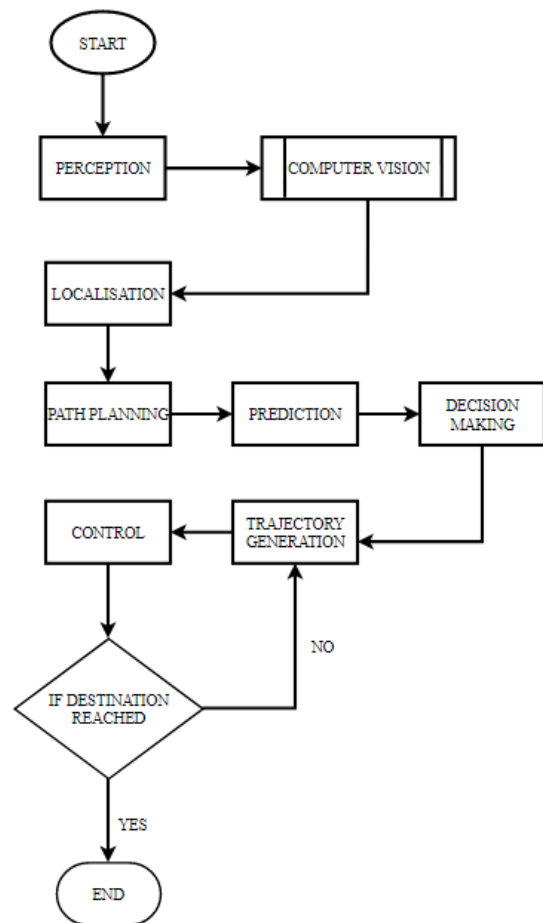 START
PERCEPTION
COMPUTER VISION
LOCALISATION
PATH PLANNING
PREDICTION
DECISION
MAKING
CONTROL
TRAJECTORY
GENERATION
NO
IF DESTINATION
REACHED
YES
END